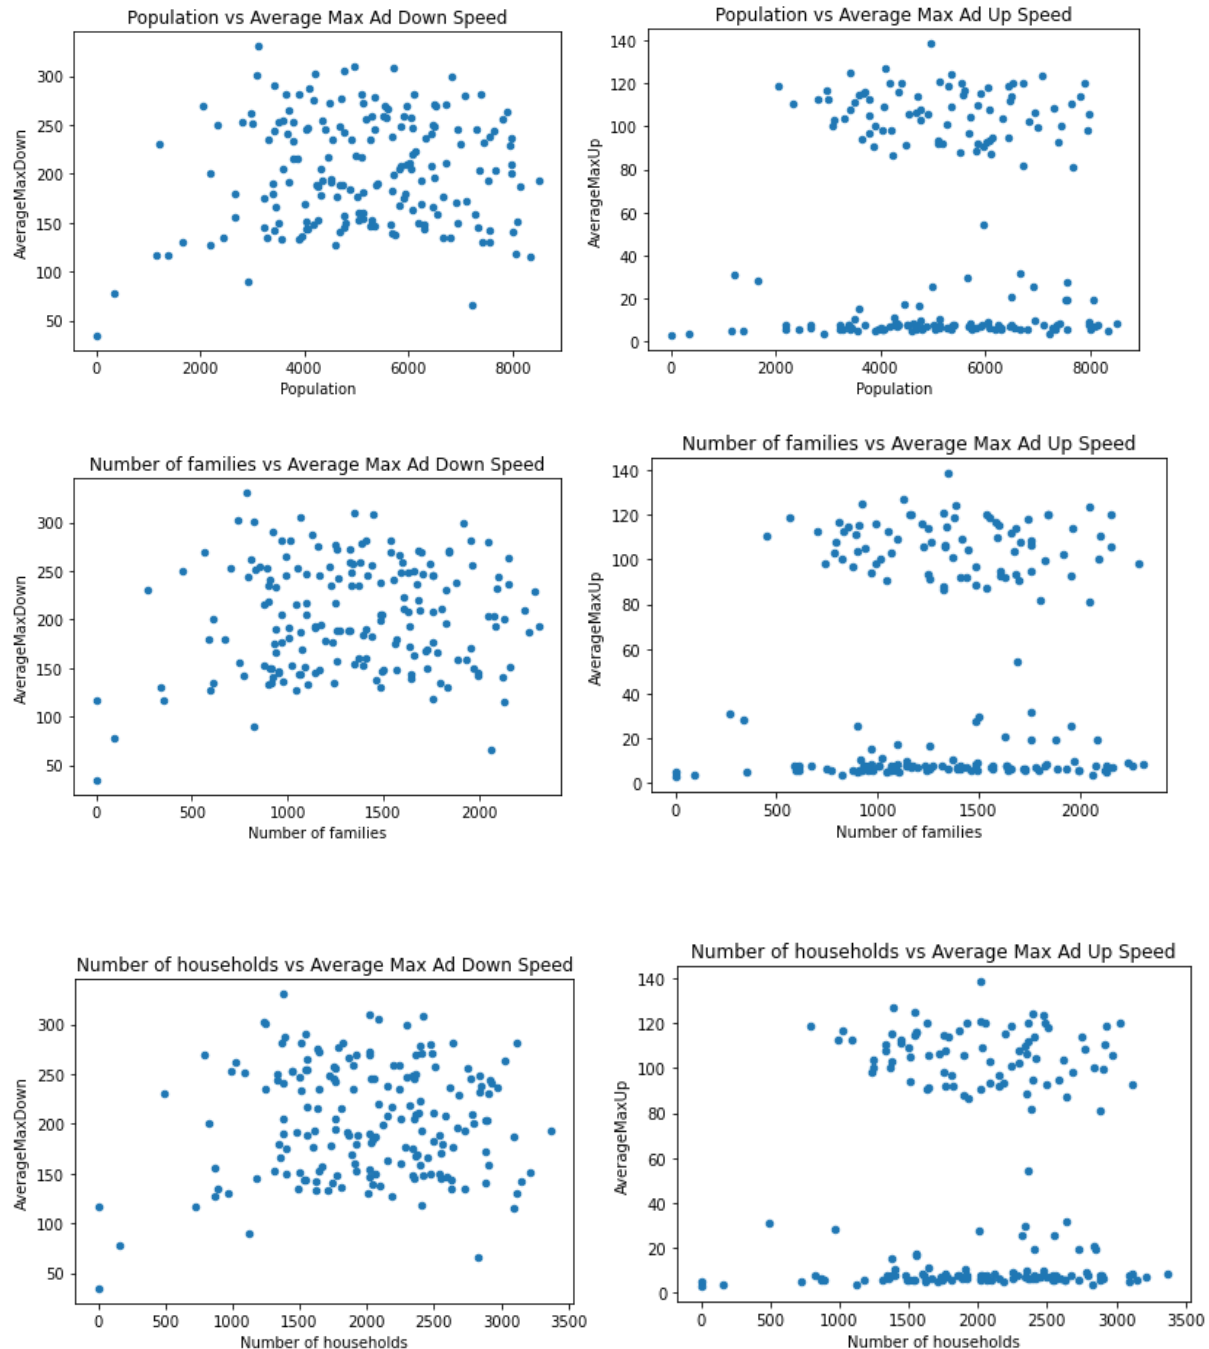 Population vs Average Max Ad Down Speed
AverageMaxDown
300
250
200
150
100
50
0 2000 4000 6000 8000
Population
Population vs Average Max Ad Up Speed
AverageMaxUp
140
120
100
80
60
40
20
0
0 2000 4000 6000 8000
Population
Number of families vs Average Max Ad Down Speed
AverageMaxDown
300
250
200
150
100
50
0 500 1000 1500 2000
Number of families
Number of families vs Average Max Ad Up Speed
AverageMaxUp
140
120
100
80
60
40
20
0
0 500 1000 1500 2000
Number of families
Number of households vs Average Max Ad Down Speed
AverageMaxDown
300
250
200
150
100
50
0 500 1000 1500 2000 2500 3000 3500
Number of households
Number of households vs Average Max Ad Up Speed
AverageMaxUp
140
120
100
80
60
40
20
0
0 500 1000 1500 2000 2500 3000 3500
Number of households